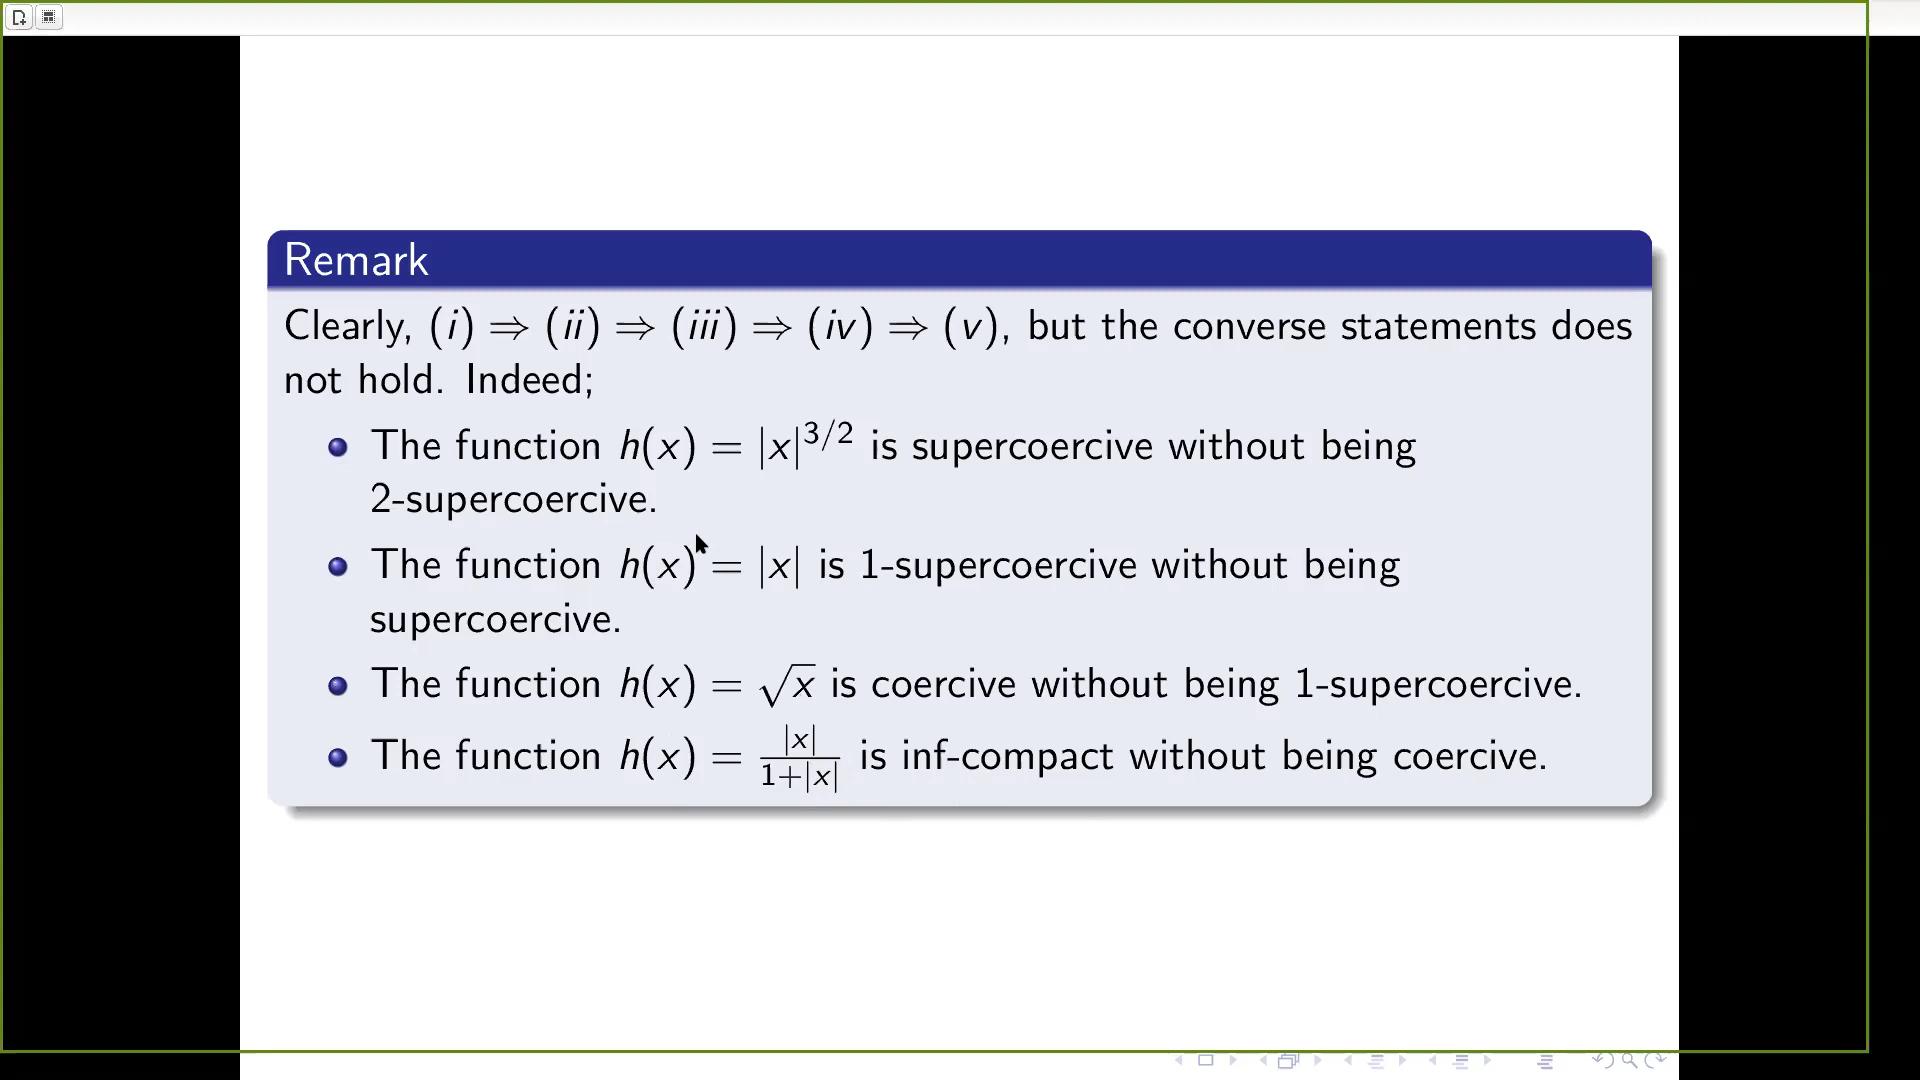 Remark
Clearly, (i) ⇒ (ii) ⇒ (iii) ⇒ (iv) ⇒ (v), but the converse statements does
not hold. Indeed;
The function h(x) = |x|^{3/2} is supercoercive without being
2-supercoercive.
The function h(x) = |x| is 1-supercoercive without being
supercoercive.
The function h(x) = √x is coercive without being 1-supercoercive.
The function h(x) = \frac{|x|}{1+|x|} is inf-compact without being coercive.